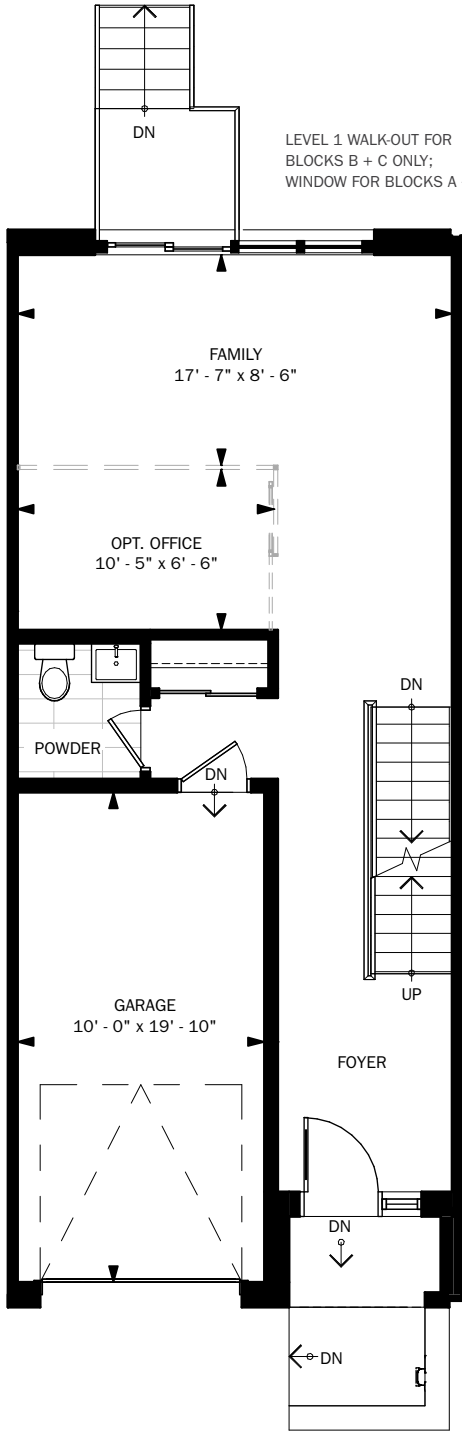 DN
LEVEL 1 WALK-OUT FOR
BLOCKS B + C ONLY;
WINDOW FOR BLOCKS A
FAMILY
17' - 7" x 8' - 6"
OPT. OFFICE
10' - 5" x 6' - 6"
DN
POWDER
DN
GARAGE
10' - 0" x 19' - 10"
UP
FOYER
DN
DN